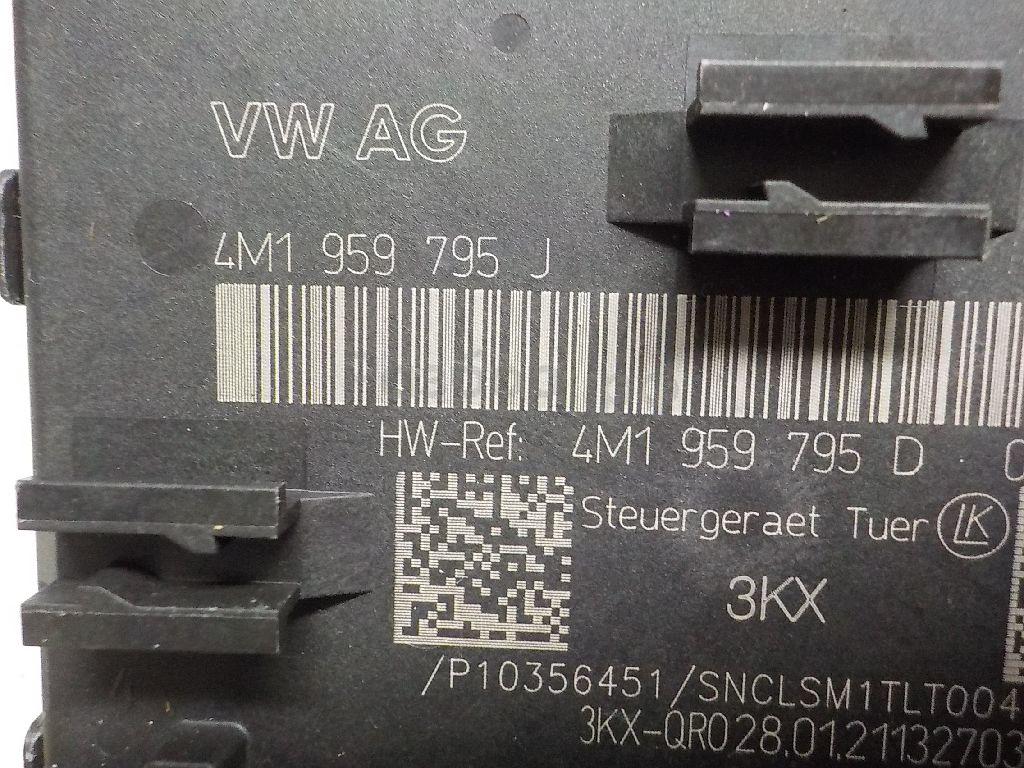 VW AG
4M1 959 795 J
HW-Ref: 4M1 959 795 D
Steuergeraet Tuer LK
3KX
/P10356451/SNCLSM1TLT004
3KX-QR028.01.21132703